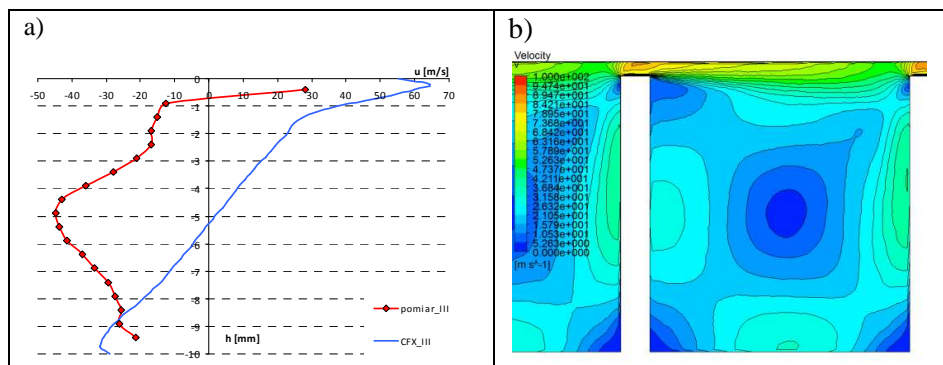 a)
u [m/s]
-50 -40 -30 -20 -10 0 10 20 30 40 50 60 70
0
-1
-2
-3
-4
-5
-6
-7
-8
-9
-10
h [mm]
pomiar_III
CFX_III
b)
Velocity
1.000e+002
9.474e+001
8.947e+001
8.421e+001
7.895e+001
7.368e+001
6.842e+001
6.316e+001
5.789e+001
5.263e+001
4.737e+001
4.211e+001
3.684e+001
3.158e+001
2.632e+001
2.105e+001
1.579e+001
1.053e+001
5.263e+000
0.000e+000
[m s^-1]